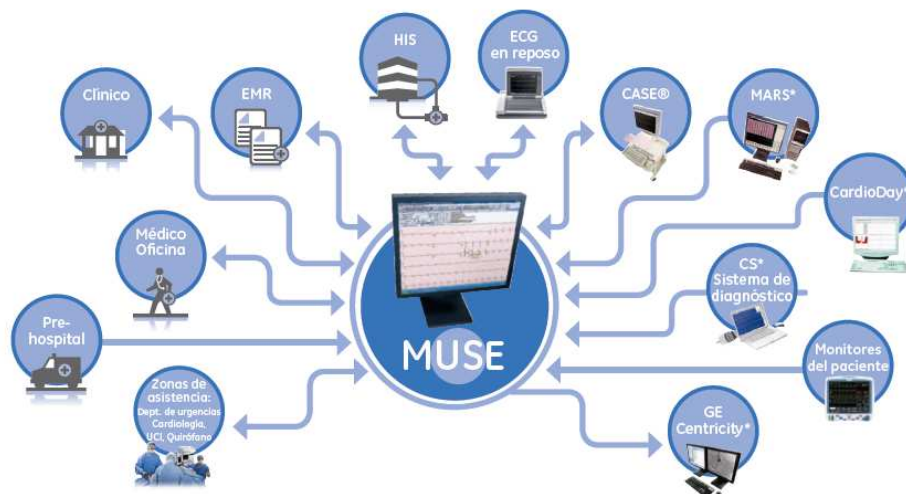 HIS
ECG
en reposo
Clínico
EMR
CASE®
MARS*
CardioDay*
Médico
Oficina
CS*
Sistema de
diagnóstico
Pre-
hospital
MUSE
Monitores
del paciente
Zonas de
asistencia:
Dept. de urgencias
Cardiología,
UCI, Quirófano
GE
Centricity*